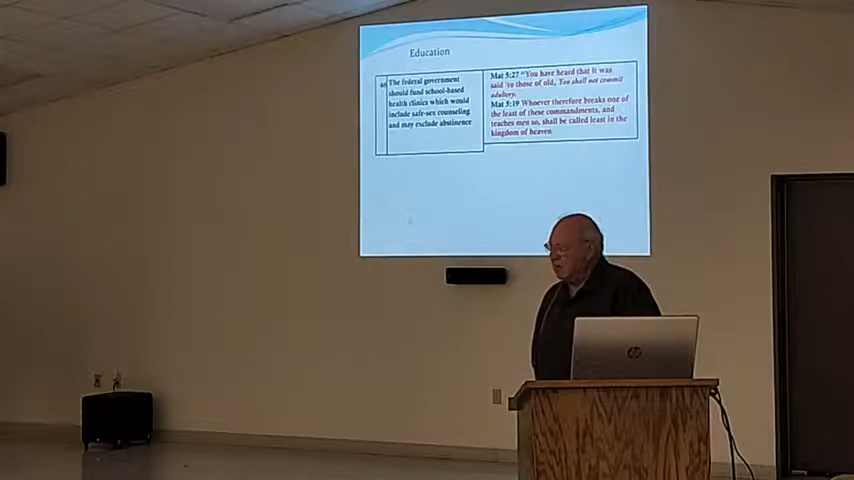 Education
The federal government
should fund school-based
health clinics which would
include safe-sex counseling
and may exclude abstinence
Mat 5:27 "You have heard that it was
said to those of old, You shall not commit
adultery.
Mat 5:19 Whoever therefore breaks one of
the least of these commandments, and
teaches men so, shall be called least in the
kingdom of heaven
hp